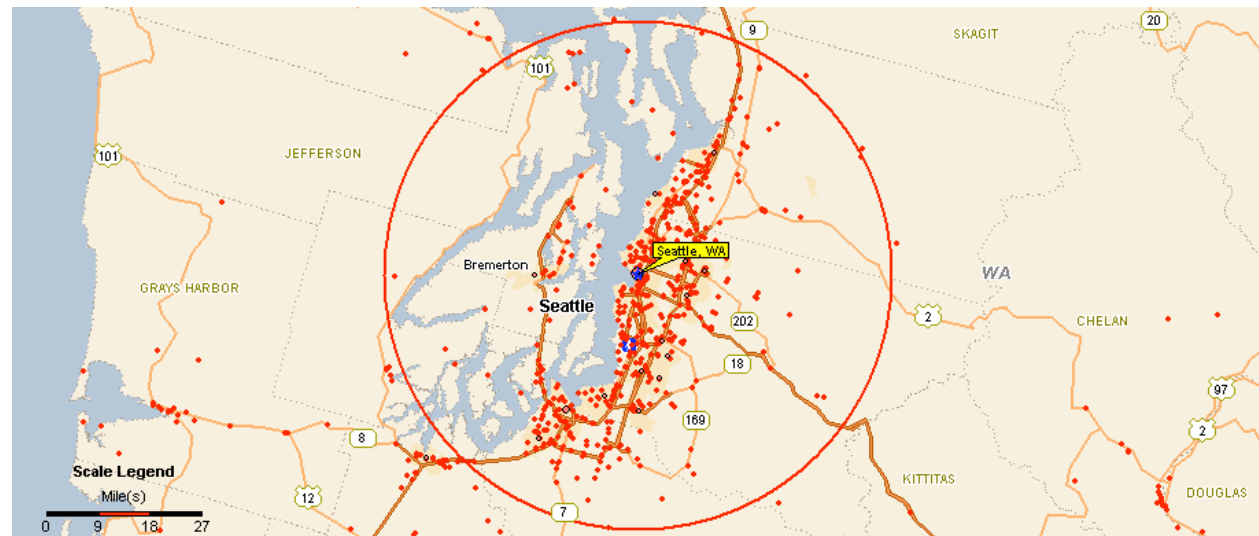 20
9
SKAGIT
101
101
JEFFERSON
Seattle, WA
Bremerton
WA
GRAYS HARBOR
Seattle
2
202
CHELAN
18
97
169
2
8
Scale Legend
KITTITAS
Mile(s)
12
DOUGLAS
7
0 9 18 27